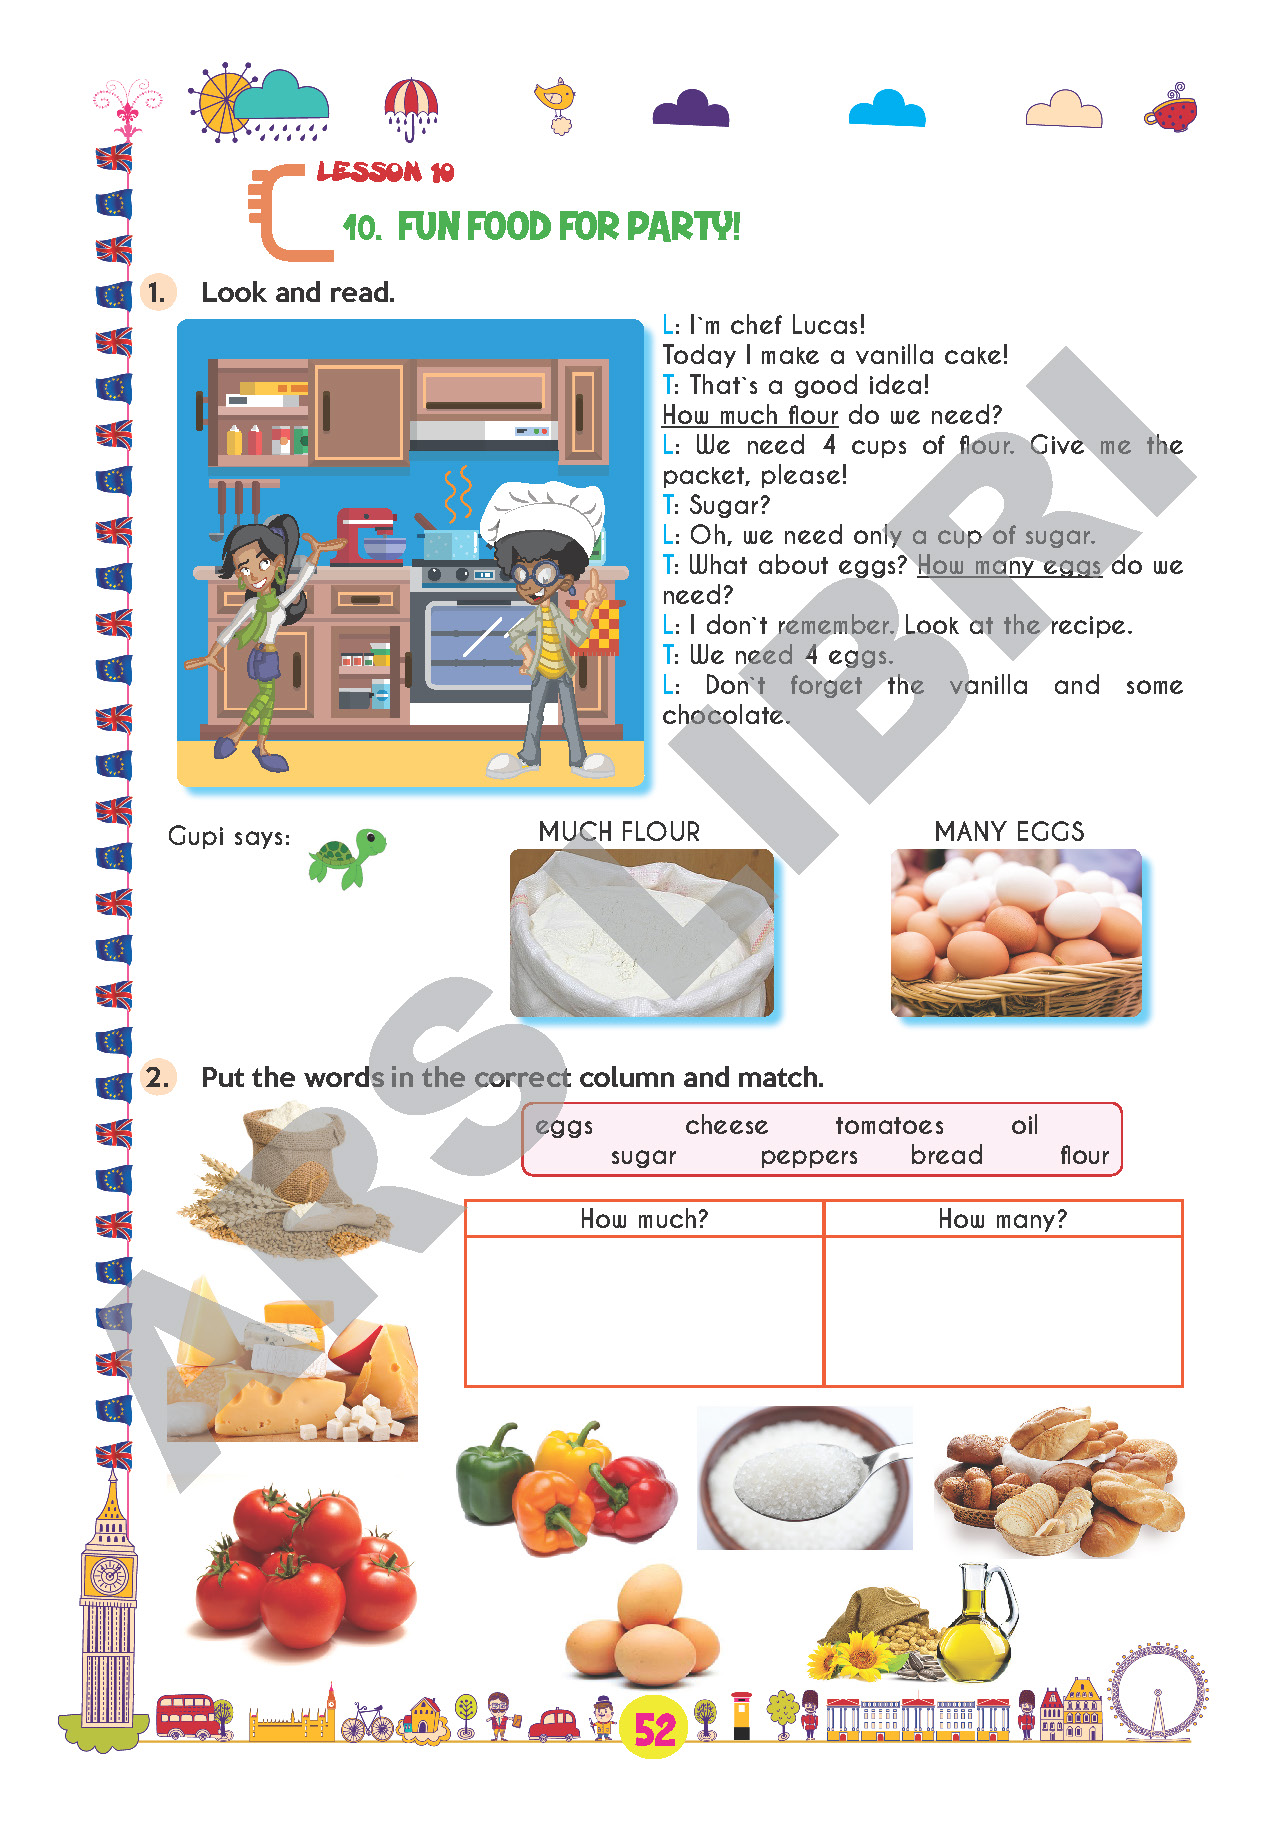 LESSON 10
10. FUN FOOD FOR PARTY!
1. Look and read.
L: I`m chef Lucas!
Today I make a vanilla cake!
T: That`s a good idea!
How much flour do we need?
L: We need 4 cups of flour. Give me the
packet, please!
T: Sugar?
L: Oh, we need only a cup of sugar.
T: What about eggs? How many eggs do we
need?
L: I don`t remember. Look at the recipe.
T: We need 4 eggs.
L: Don`t forget the vanilla and some
chocolate.
Gupi says:
MUCH FLOUR
MANY EGGS
2. Put the words in the correct column and match.
eggs cheese tomatoes oil
sugar peppers bread flour
How much? How many?
52
ARS LIBRI